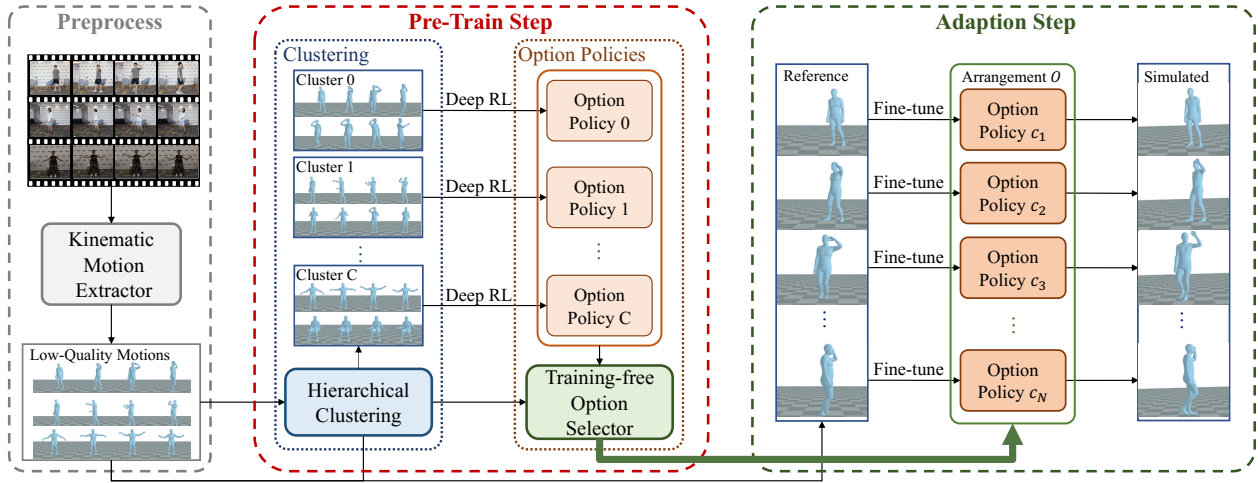 Preprocess
Kinematic
Motion
Extractor
Low-Quality Motions
Pre-Train Step
Clustering
Cluster 0
Cluster 1
⋮
Cluster C
Hierarchical
Clustering
Deep RL
Deep RL
Deep RL
Option Policies
Option
Policy 0
Option
Policy 1
⋮
Option
Policy C
Training-free
Option
Selector
Adaption Step
Reference
⋮
Fine-tune
Fine-tune
Fine-tune
Fine-tune
Arrangement O
Option
Policy c₁
Option
Policy c₂
Option
Policy c₃
⋮
Option
Policy c_N
Simulated
⋮